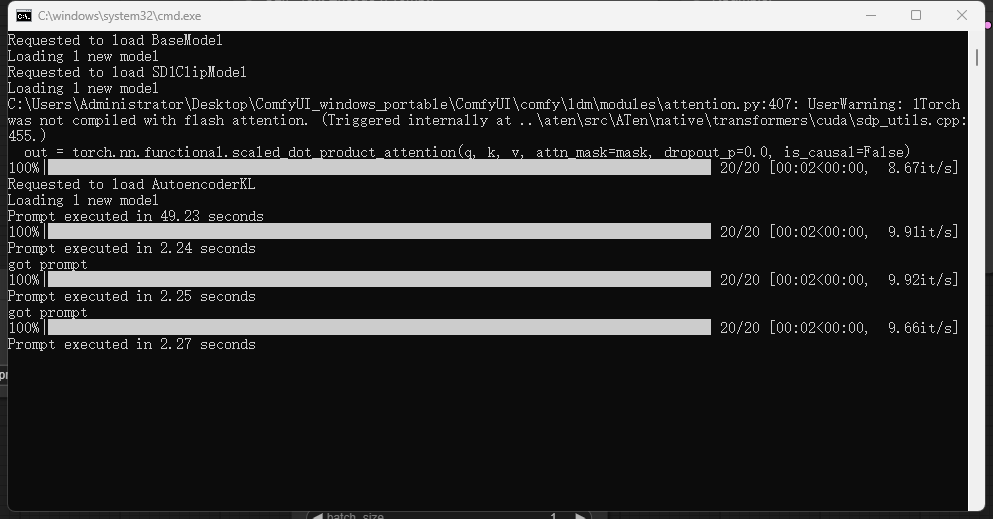 C:\windows\system32\cmd.exe
Requested to load BaseModel
Loading 1 new model
Requested to load SD1ClipModel
Loading 1 new model
C:\Users\Administrator\Desktop\ComfyUI_windows_portable\ComfyUI\comfy\ldm\modules\attention.py:407: UserWarning: 1Torch
was not compiled with flash attention. (Triggered internally at ..\aten\src\ATen\native\transformers\cuda\sdp_utils.cpp:
455.)
  out = torch.nn.functional.scaled_dot_product_attention(q, k, v, attn_mask=mask, dropout_p=0.0, is_causal=False)
100%| 20/20 [00:02<00:00,  8.67it/s]
Requested to load AutoencoderKL
Loading 1 new model
Prompt executed in 49.23 seconds
100%| 20/20 [00:02<00:00,  9.91it/s]
Prompt executed in 2.24 seconds
got prompt
100%| 20/20 [00:02<00:00,  9.92it/s]
Prompt executed in 2.25 seconds
got prompt
100%| 20/20 [00:02<00:00,  9.66it/s]
Prompt executed in 2.27 seconds
batch_size 1